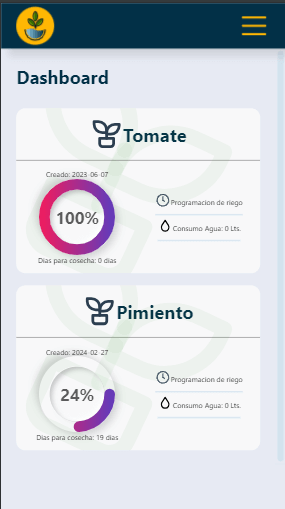 Dashboard
Tomate
Creado: 2023-06-07
100%
Dias para cosecha: 0 dias
Programacion de riego
Consumo Agua: 0 Lts.
Pimiento
Creado: 2024-02-27
24%
Dias para cosecha: 19 dias
Programacion de riego
Consumo Agua: 0 Lts.